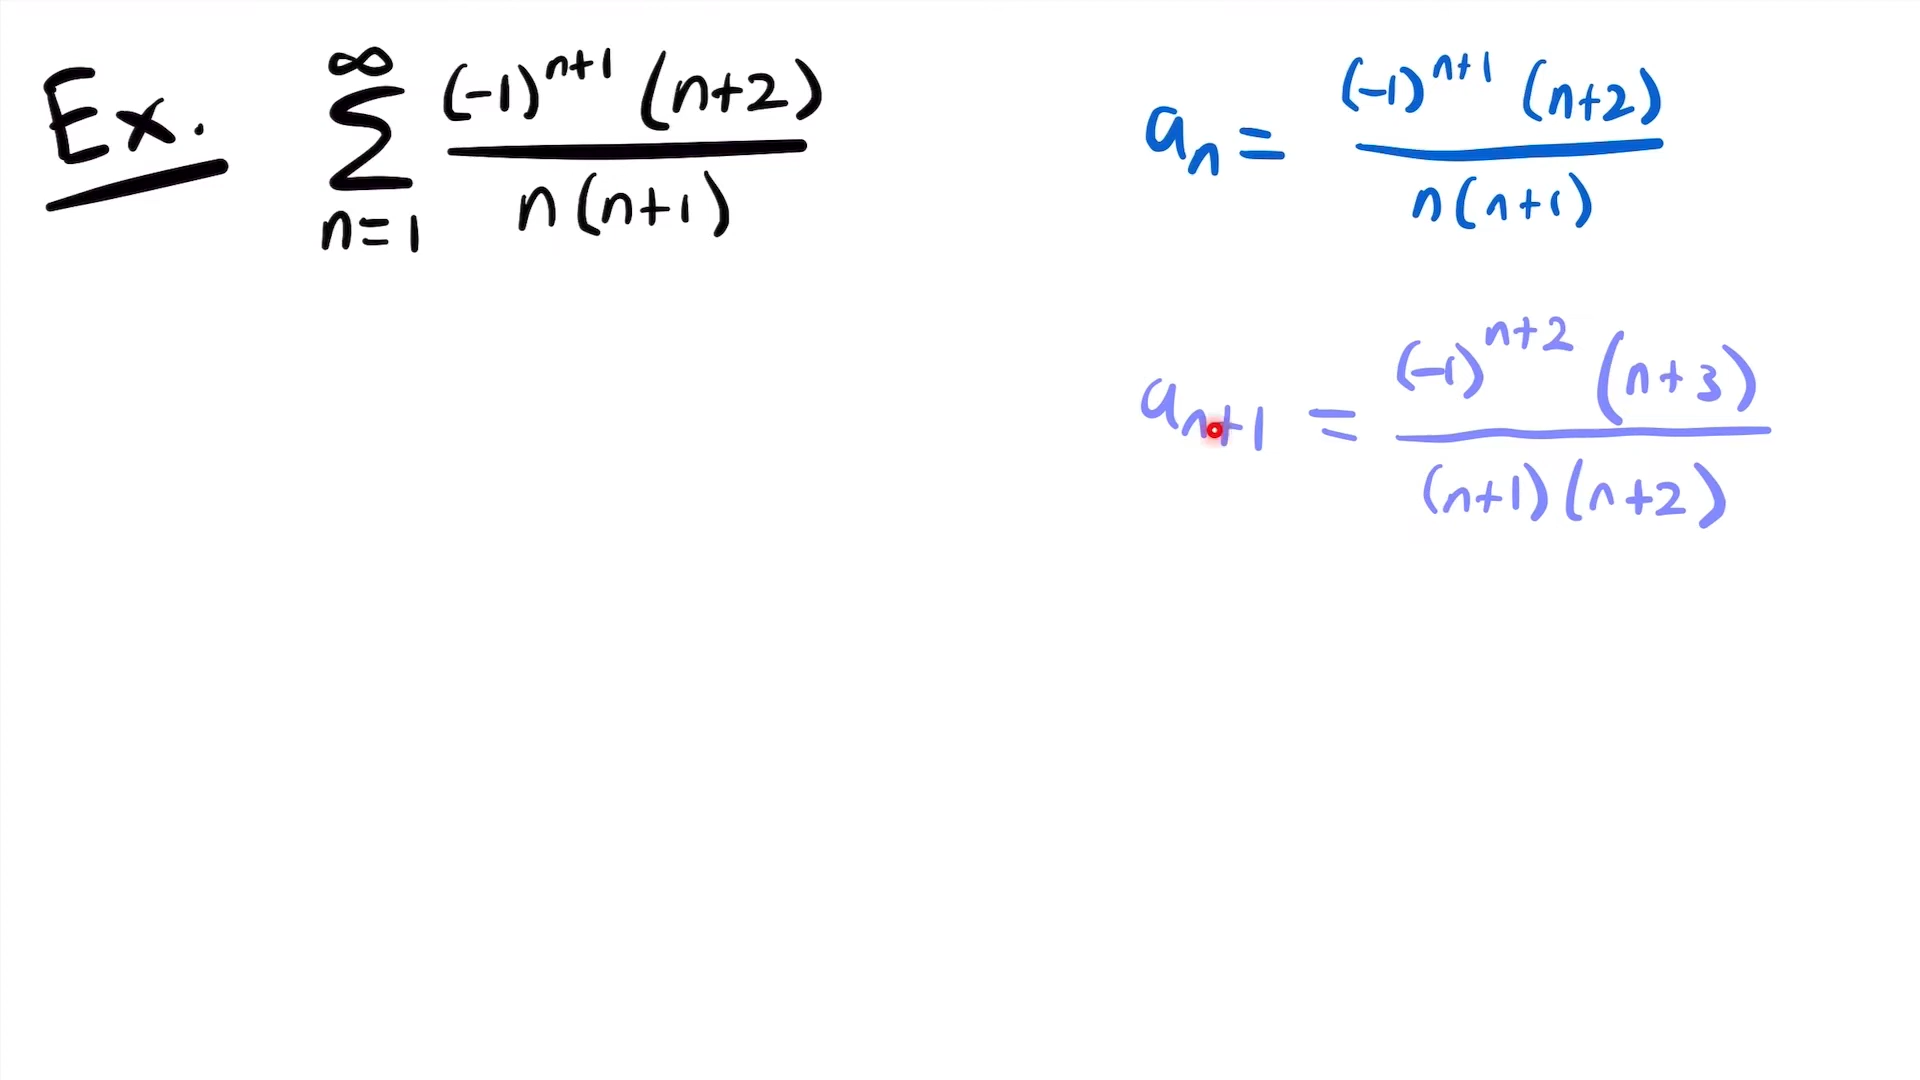 Ex. ∞ ∑ n=1 (-1)^{n+1} (n+2) / n(n+1)
a_n = (-1)^{n+1} (n+2) / n(n+1)
a_{n+1} = (-1)^{n+2} (n+3) / (n+1)(n+2)